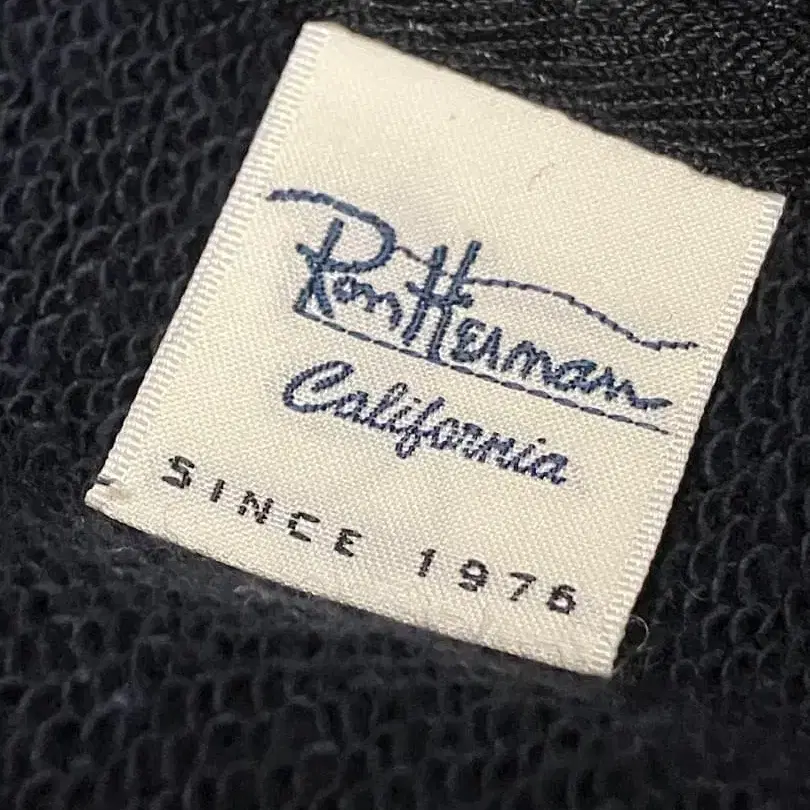 Ron Herman
California
SINCE 1976